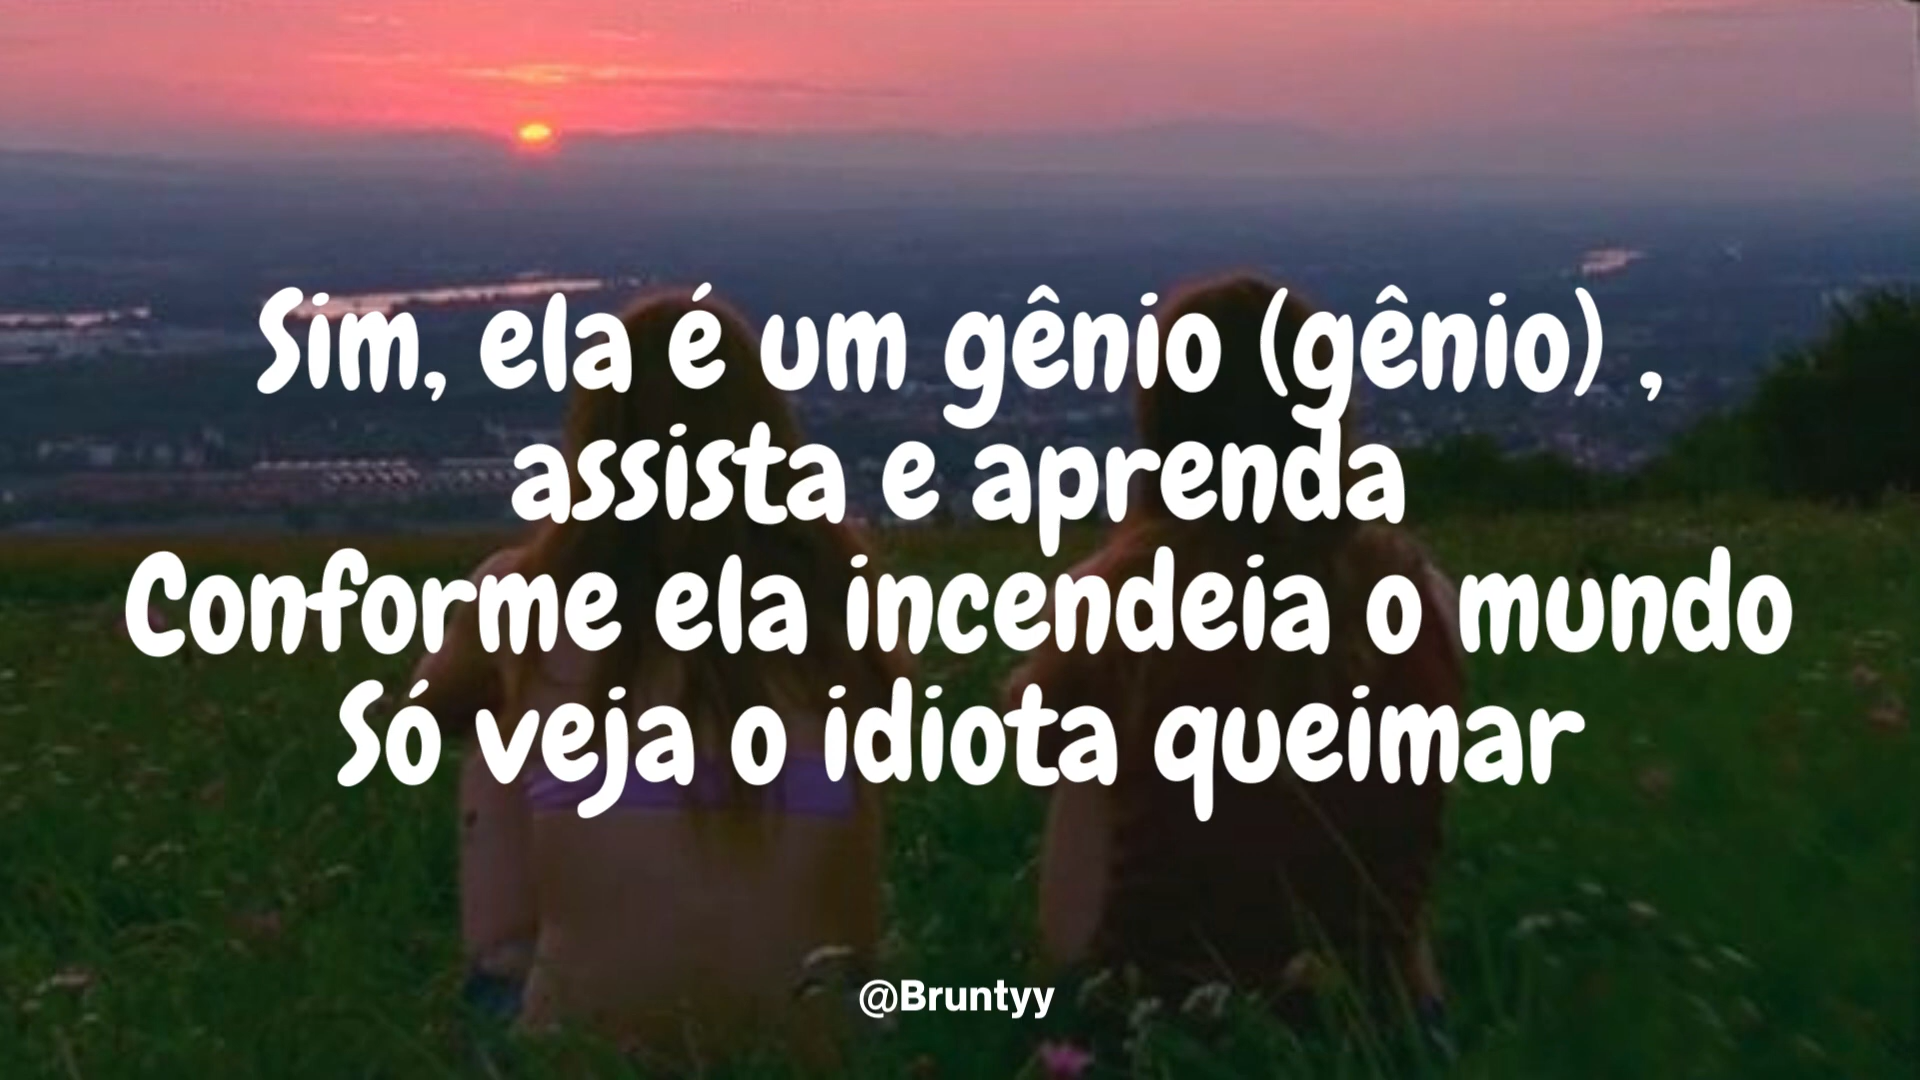 Sim, ela é um gênio (gênio) ,
assista e aprenda
Conforme ela incendeia o mundo
Só veja o idiota queimar
@Bruntyy